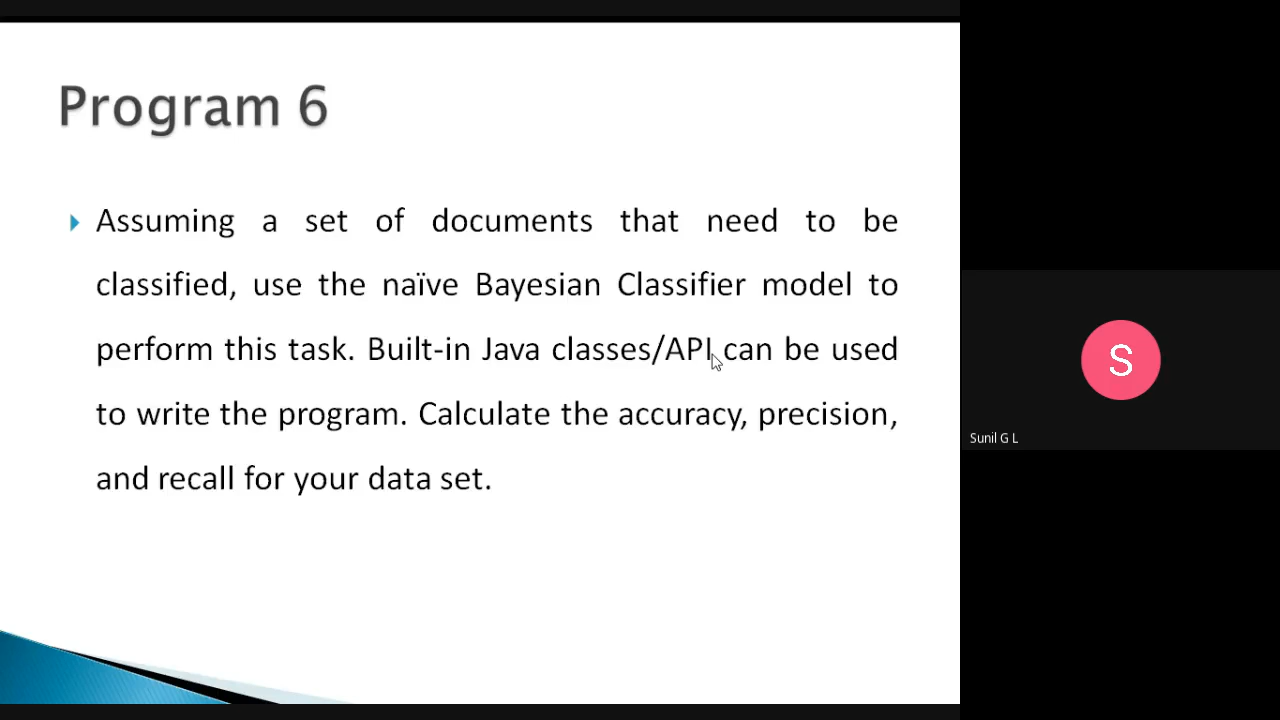 Program 6
Assuming a set of documents that need to be
classified, use the naïve Bayesian Classifier model to
perform this task. Built-in Java classes/API can be used
to write the program. Calculate the accuracy, precision,
and recall for your data set.
S
Sunil G L